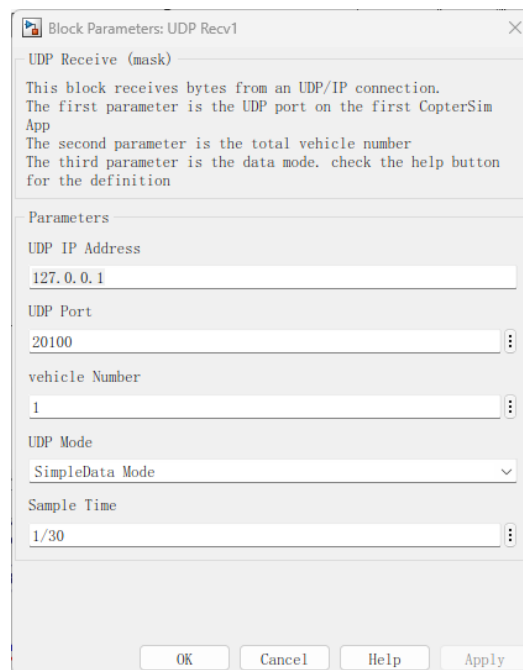 Block Parameters: UDP Recv1
UDP Receive (mask)
This block receives bytes from an UDP/IP connection.
The first parameter is the UDP port on the first CopterSim
App
The second parameter is the total vehicle number
The third parameter is the data mode. check the help button
for the definition
Parameters
UDP IP Address
127.0.0.1
UDP Port
20100
vehicle Number
1
UDP Mode
SimpleData Mode
Sample Time
1/30
OK Cancel Help Apply